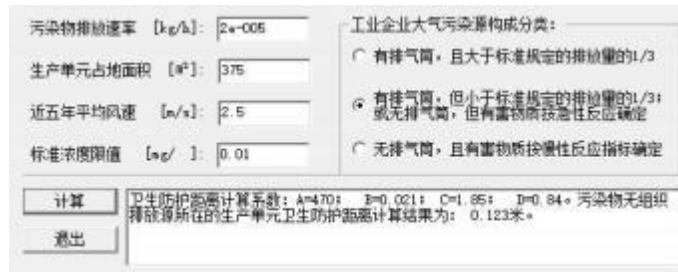 污染物排放速率 [kg/h]: 2e-005
生产单元占地面积 [m²]: 375
近五年平均风速 [m/s]: 2.5
标准浓度限值 [mg/ ]: 0.01
工业企业大气污染源构成分类:
有排气筒，且大于标准规定的排放量的1/3
有排气筒，但小于标准规定的排放量的1/3；
或无排气筒，但有害物质按急性反应确定
无排气筒，且有害物质按慢性反应指标确定
计算
退出
卫生防护距离计算系数: A=470; B=0.021; C=1.85; D=0.84。污染物无组织
排放源所在的生产单元卫生防护距离计算结果为: 0.123米。